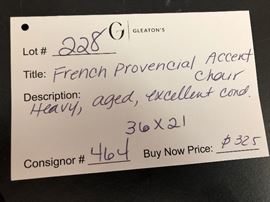 Lot # 228 G | GLEATON'S
Title: French Provencial Accent
Chair
Description:
Heavy, aged, excellent cond.
36 X 21
Consignor # 464 Buy Now Price: $325